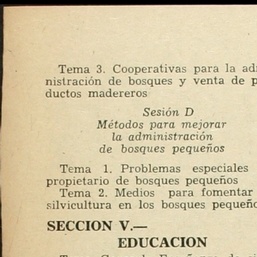 Tema 3. Cooperativas para la
nistración de bosques y venta de
ductos madereros
Sesión D
Métodos para mejorar
la administración
de bosques pequeños
Tema 1. Problemas especiales
propietario de bosques pequeños
Tema 2. Medios para fomentar
silvicultura en los bosques
SECCION V.—
EDUCACION